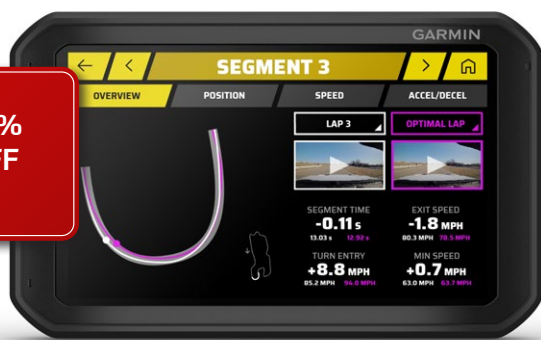 GARMIN
SEGMENT 3
OVERVIEW
POSITION
SPEED
ACCEL/DECEL
%
LAP 3
OPTIMAL LAP
SEGMENT TIME
-0.11 s
13.03 s 12.92 s
EXIT SPEED
-1.8 MPH
80.3 MPH 78.5 MPH
TURN ENTRY
+8.8 MPH
85.2 MPH 94.0 MPH
MIN SPEED
+0.7 MPH
63.0 MPH 63.7 MPH